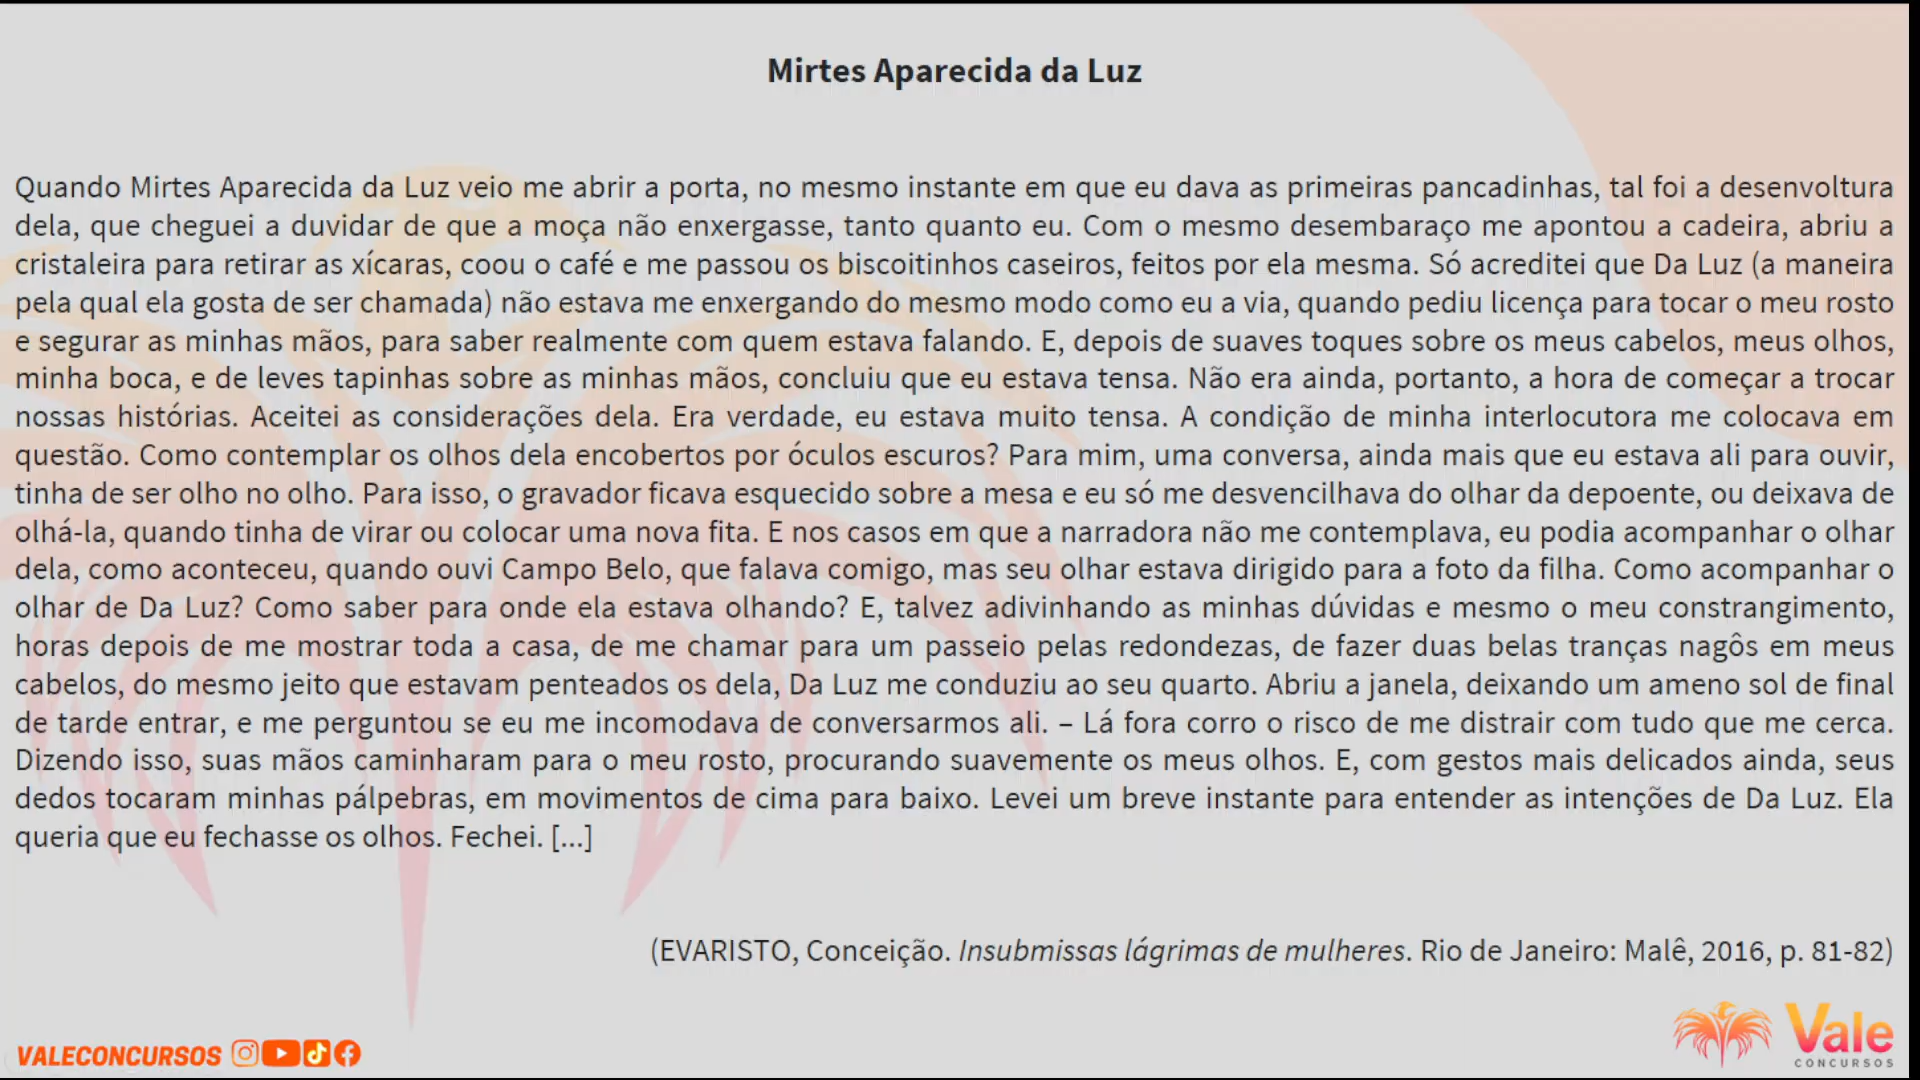 Mirtes Aparecida da Luz
Quando Mirtes Aparecida da Luz veio me abrir a porta, no mesmo instante em que eu dava as primeiras pancadinhas, tal foi a desenvoltura
dela, que cheguei a duvidar de que a moça não enxergasse, tanto quanto eu. Com o mesmo desembaraço me apontou a cadeira, abriu a
cristaleira para retirar as xícaras, coou o café e me passou os biscoitinhos caseiros, feitos por ela mesma. Só acreditei que Da Luz (a maneira
pela qual ela gosta de ser chamada) não estava me enxergando do mesmo modo como eu a via, quando pediu licença para tocar o meu rosto
e segurar as minhas mãos, para saber realmente com quem estava falando. E, depois de suaves toques sobre os meus cabelos, meus olhos,
minha boca, e de leves tapinhas sobre as minhas mãos, concluiu que eu estava tensa. Não era ainda, portanto, a hora de começar a trocar
nossas histórias. Aceitei as considerações dela. Era verdade, eu estava muito tensa. A condição de minha interlocutora me colocava em
questão. Como contemplar os olhos dela encobertos por óculos escuros? Para mim, uma conversa, ainda mais que eu estava ali para ouvir,
tinha de ser olho no olho. Para isso, o gravador ficava esquecido sobre a mesa e eu só me desvencilhava do olhar da depoente, ou deixava de
olhá-la, quando tinha de virar ou colocar uma nova fita. E nos casos em que a narradora não me contemplava, eu podia acompanhar o olhar
dela, como aconteceu, quando ouvi Campo Belo, que falava comigo, mas seu olhar estava dirigido para a foto da filha. Como acompanhar o
olhar de Da Luz? Como saber para onde ela estava olhando? E, talvez adivinhando as minhas dúvidas e mesmo o meu constrangimento,
horas depois de me mostrar toda a casa, de me chamar para um passeio pelas redondezas, de fazer duas belas tranças nagôs em meus
cabelos, do mesmo jeito que estavam penteados os dela, Da Luz me conduziu ao seu quarto. Abriu a janela, deixando um ameno sol de final
de tarde entrar, e me perguntou se eu me incomodava de conversarmos ali. – Lá fora corro o risco de me distrair com tudo que me cerca.
Dizendo isso, suas mãos caminharam para o meu rosto, procurando suavemente os meus olhos. E, com gestos mais delicados ainda, seus
dedos tocaram minhas pálpebras, em movimentos de cima para baixo. Levei um breve instante para entender as intenções de Da Luz. Ela
queria que eu fechasse os olhos. Fechei. [...]
(EVARISTO, Conceição. Insubmissas lágrimas de mulheres. Rio de Janeiro: Malê, 2016, p. 81-82)
VALECONCURSOS
Vale
CONCURSOS